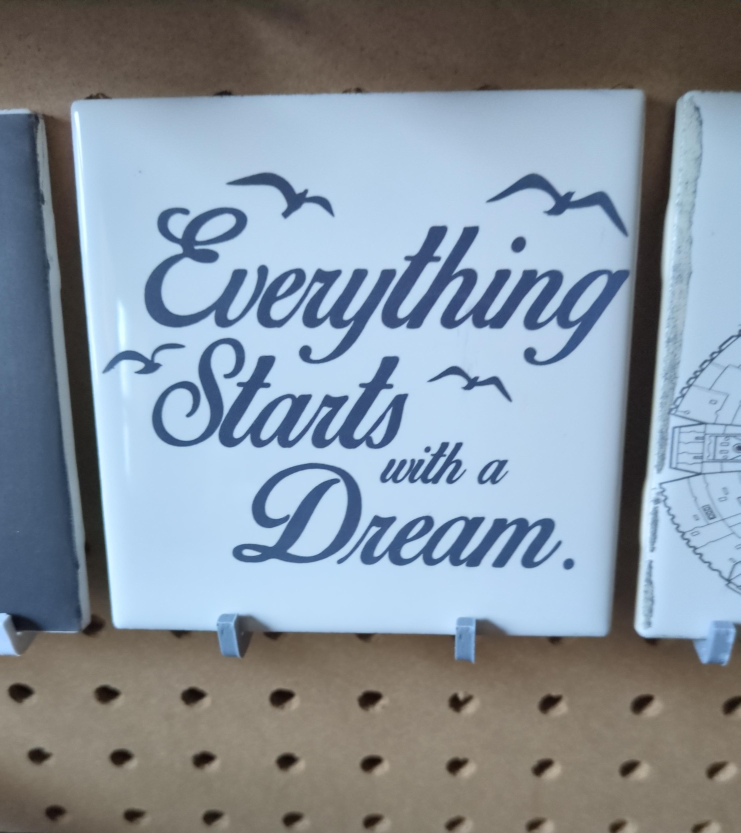 Everything
Starts
with a
Dream.